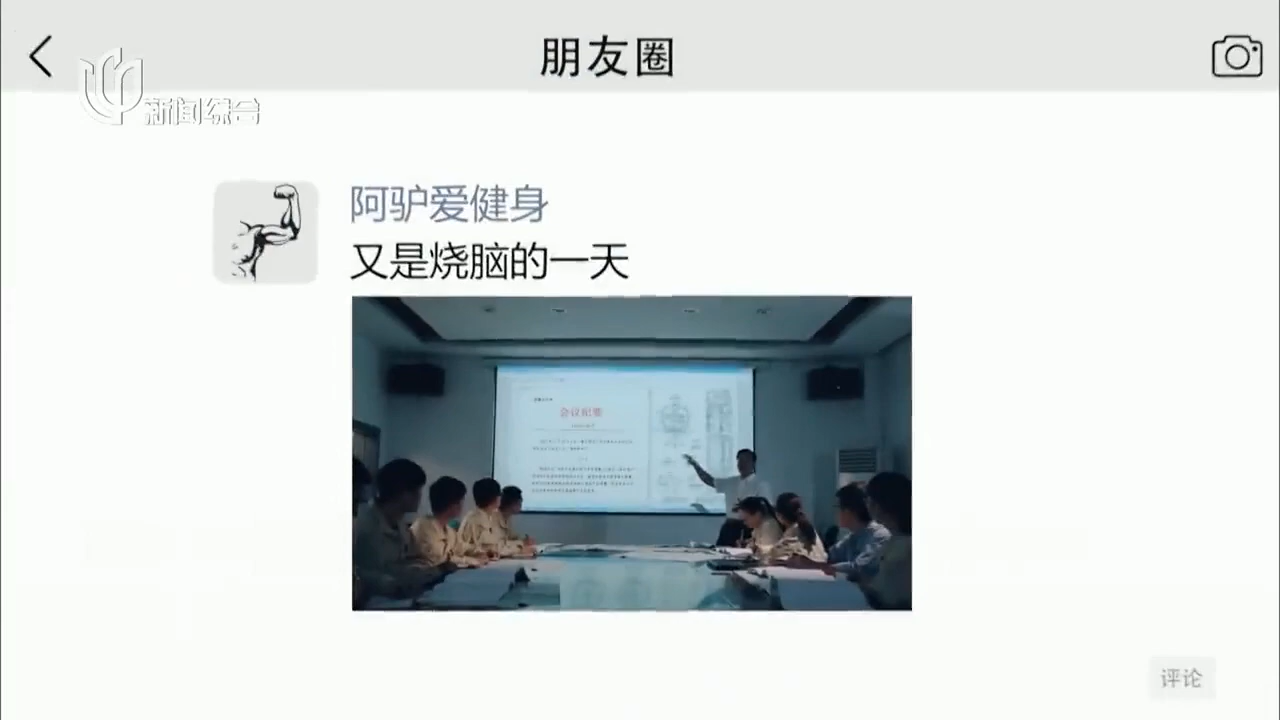 朋友圈
新闻综合
阿驴爱健身
又是烧脑的一天
会议纪要
评论